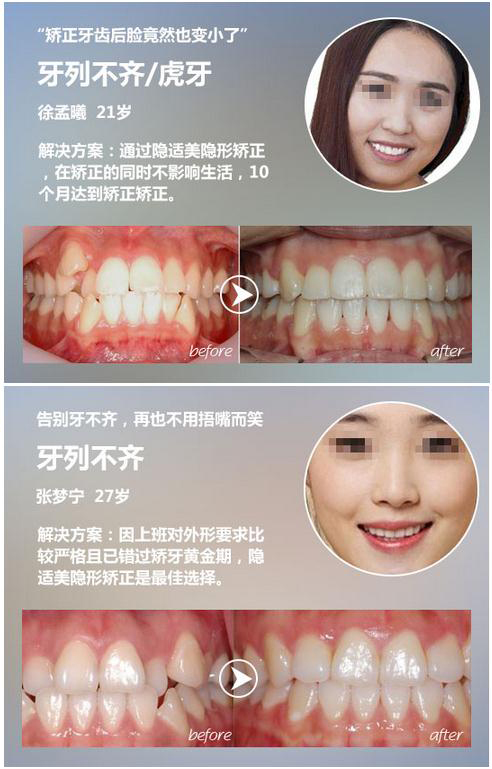 “矫正牙齿后脸竟然也变小了”
牙列不齐/虎牙
徐孟曦 21岁
解决方案：通过隐适美隐形矫正
，在矫正的同时不影响生活，10
个月达到矫正矫正。
before
after
告别牙不齐，再也不用捂嘴而笑
牙列不齐
张梦宁 27岁
解决方案：因上班对外形要求比
较严格且已错过矫牙黄金期，隐
适美隐形矫正是最佳选择。
before
after